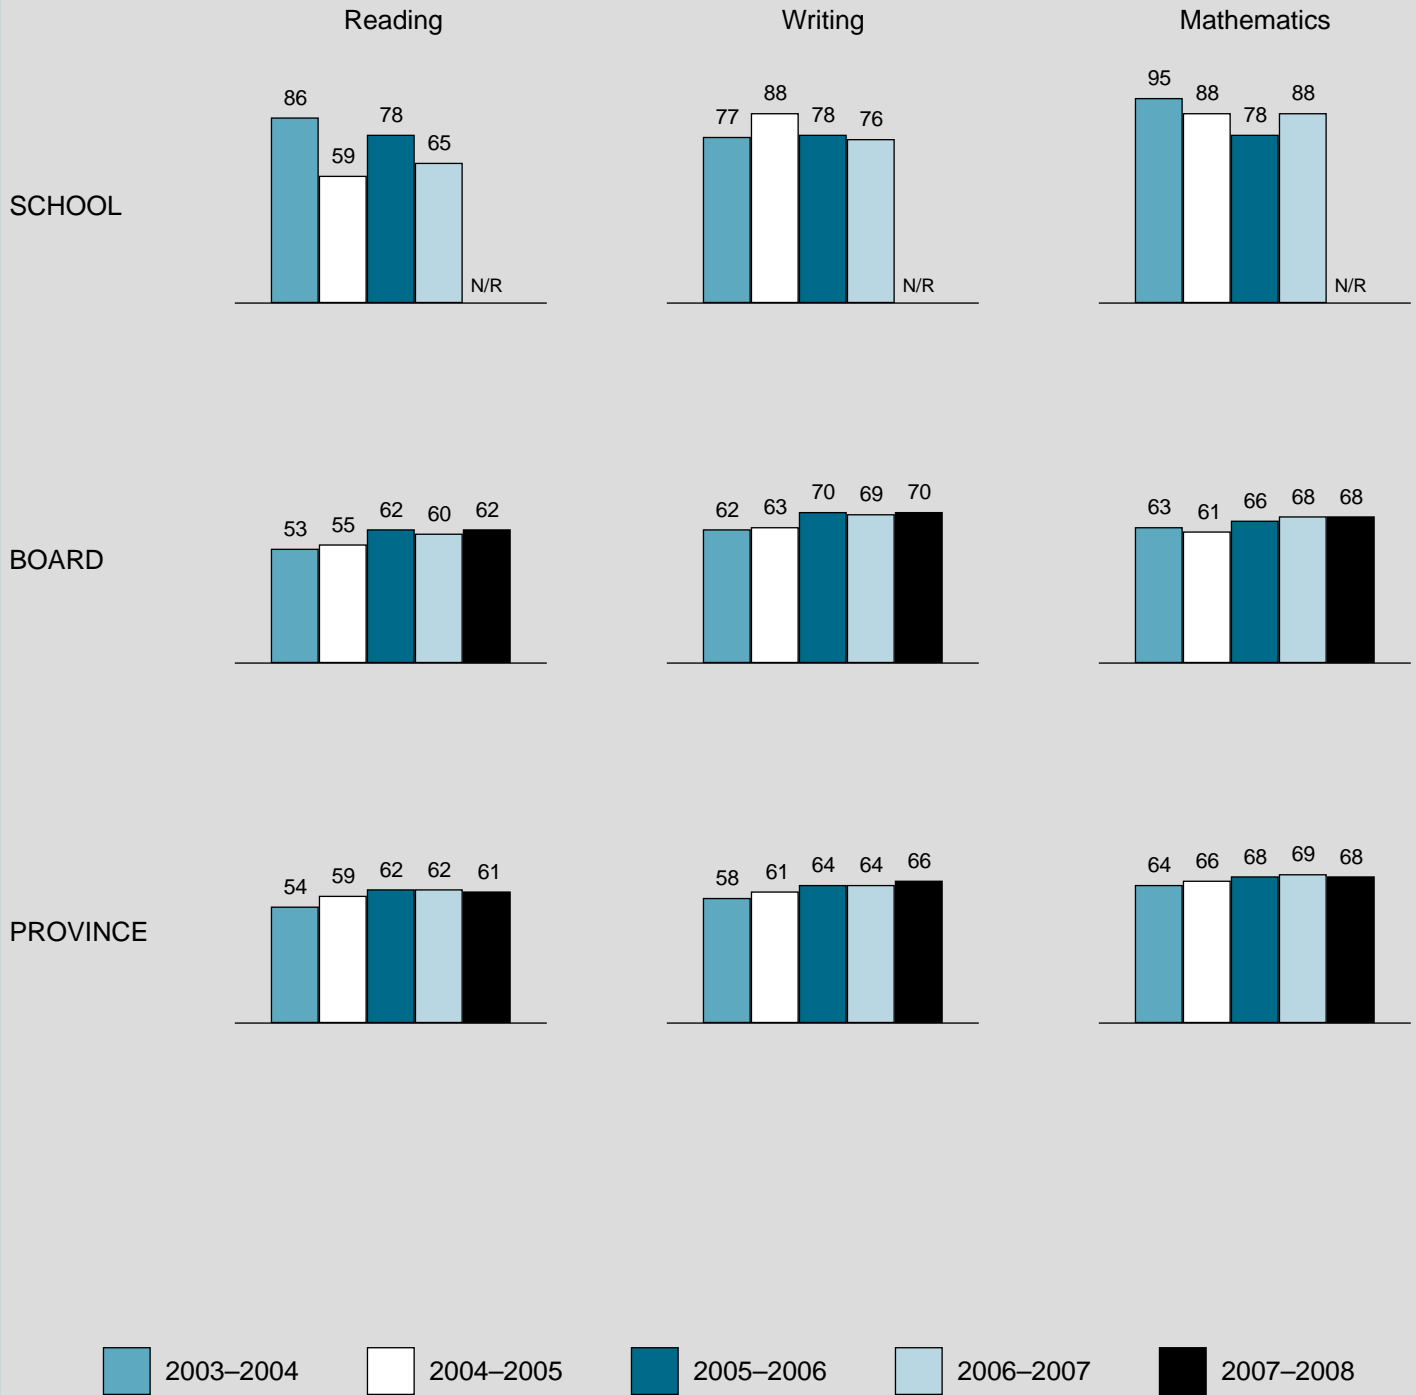 Reading Writing Mathematics
SCHOOL
86 59 78 65 N/R
77 88 78 76 N/R
95 88 78 88 N/R
BOARD
53 55 62 60 62
62 63 70 69 70
63 61 66 68 68
PROVINCE
54 59 62 62 61
58 61 64 64 66
64 66 68 69 68
2003–2004 2004–2005 2005–2006 2006–2007 2007–2008